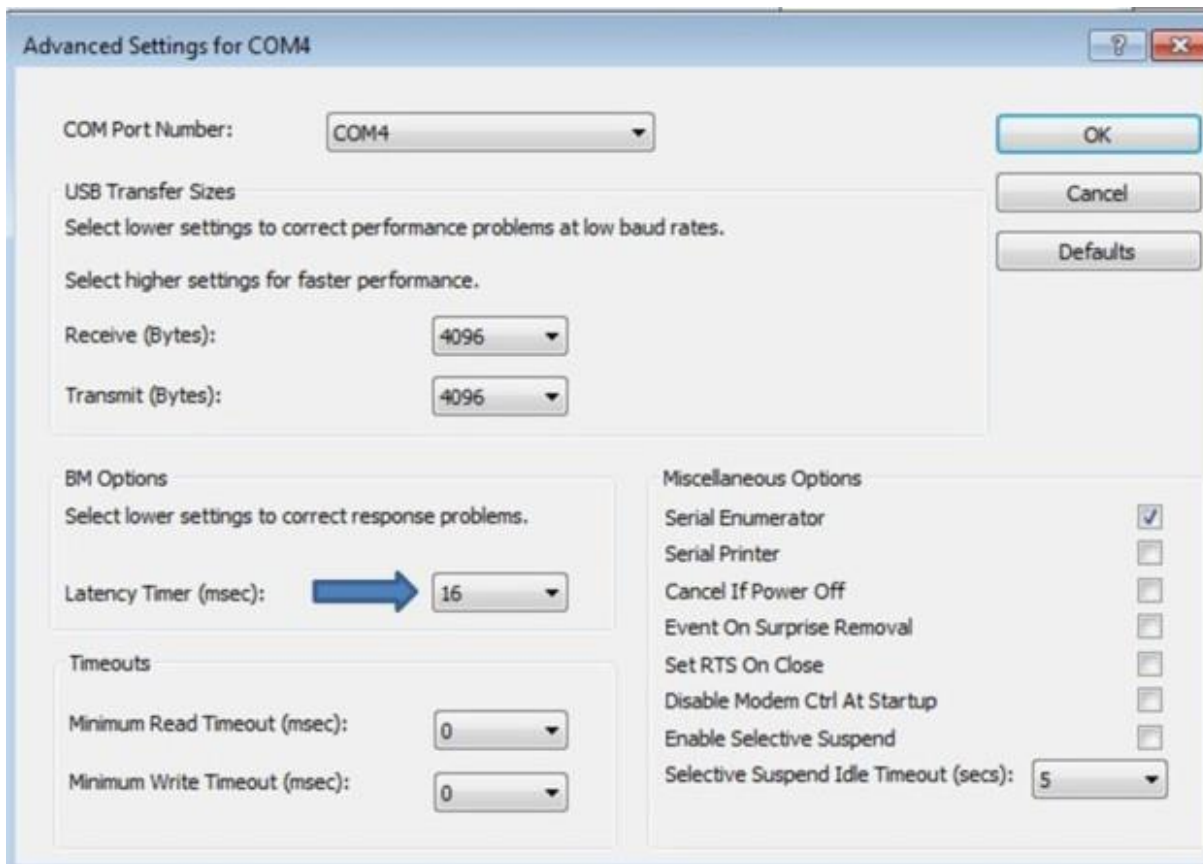 Advanced Settings for COM4
COM Port Number:
COM4
OK
USB Transfer Sizes
Cancel
Select lower settings to correct performance problems at low baud rates.
Defaults
Select higher settings for faster performance.
Receive (Bytes):
4096
Transmit (Bytes):
4096
BM Options
Select lower settings to correct response problems.
Latency Timer (msec):
16
Timeouts
Minimum Read Timeout (msec):
0
Minimum Write Timeout (msec):
0
Miscellaneous Options
Serial Enumerator
Serial Printer
Cancel If Power Off
Event On Surprise Removal
Set RTS On Close
Disable Modem Ctrl At Startup
Enable Selective Suspend
Selective Suspend Idle Timeout (secs):
5